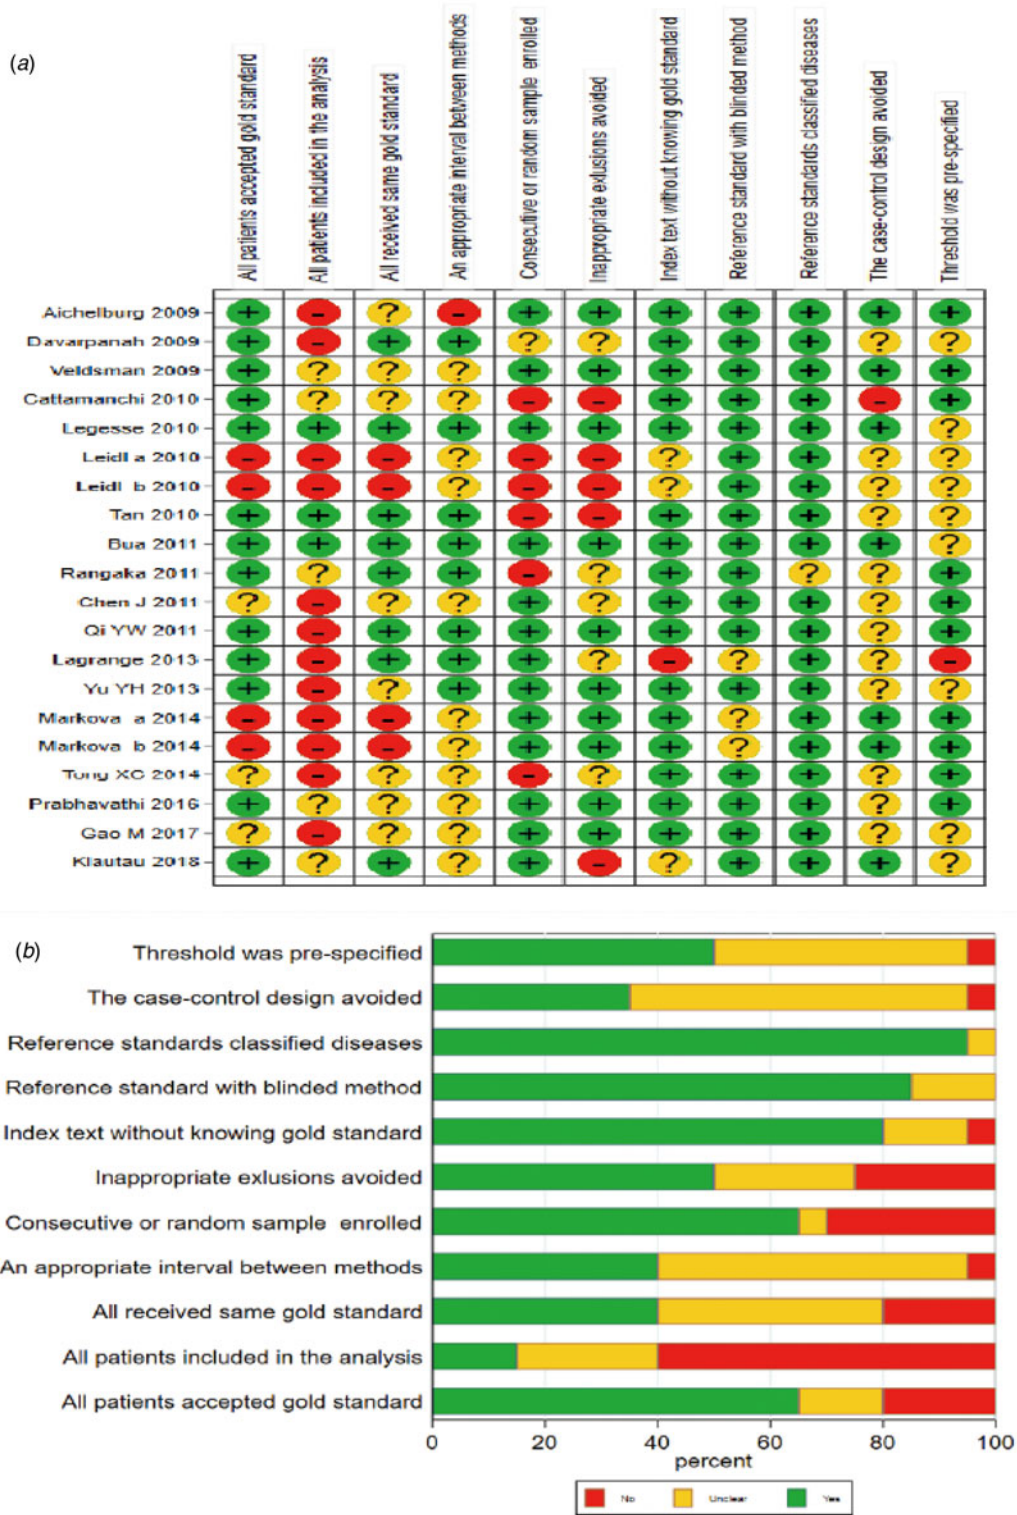 (a)
All patients accepted gold standard
All patients included in the analysis
All received same gold standard
An appropriate interval between methods
Consecutive or random sample enrolled
Inappropriate exlusions avoided
Index text without knowing gold standard
Reference standard with blinded method
Reference standards classified diseases
The case-control design avoided
Threshold was pre-specified
Aichelburg 2009 + - ? - + + + + + + +
Davarpanah 2009 + - + + ? ? + + + ? ?
Veldsman 2009 + ? ? ? + + + + + + +
Cattamanchi 2010 + ? ? ? - - + + + - +
Legesse 2010 + + + + + + + + + + ?
Leidl a 2010 - - - ? - - ? + + ? ?
Leidl b 2010 - - - ? - - ? + + ? ?
Tan 2010 + + + + - - + + + ? ?
Bua 2011 + + + + + + + + + + ?
Rangaka 2011 + ? + + - ? + + ? ? +
Chen J 2011 ? - ? ? + ? + + + ? +
Qi YW 2011 + - + + + + + + + ? +
Lagrange 2013 + - + + + ? - ? + ? -
Yu YH 2013 + - ? + + + + + + ? ?
Markova a 2014 - - - ? + + + ? + + +
Markova b 2014 - - - ? + + + ? + + +
Tong XC 2014 ? - ? ? - ? + + + ? +
Prabhavathi 2016 + ? ? ? + + + + + ? +
Gao M 2017 ? - ? ? + + + + + ? ?
Klautau 2018 + ? + ? + - ? + + + ?
(b)
Threshold was pre-specified
The case-control design avoided
Reference standards classified diseases
Reference standard with blinded method
Index text without knowing gold standard
Inappropriate exlusions avoided
Consecutive or random sample enrolled
An appropriate interval between methods
All received same gold standard
All patients included in the analysis
All patients accepted gold standard
0 20 40 60 80 100
percent
No Unclear Yes